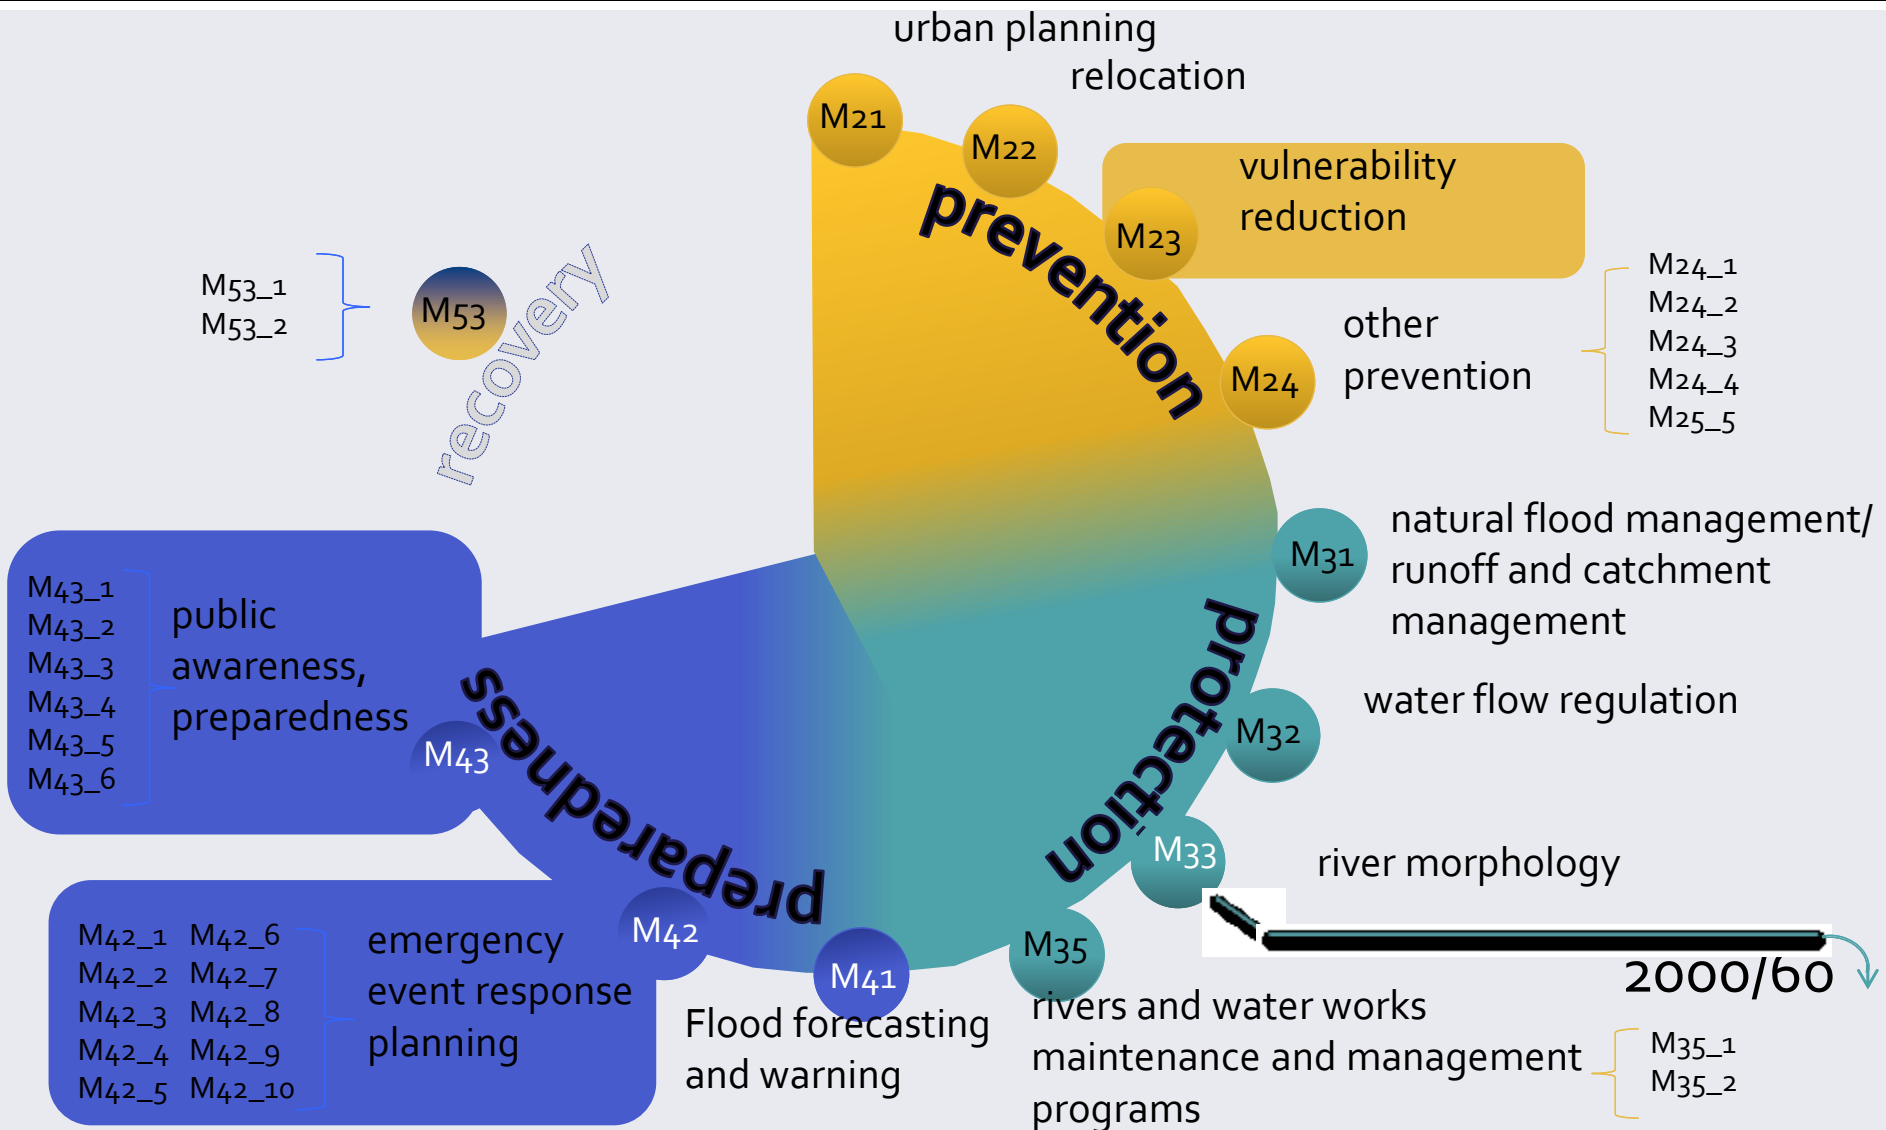 urban planning
relocation
M21
M22
prevention
M23
vulnerability
reduction
M24
other
prevention
M24_1
M24_2
M24_3
M24_4
M25_5
M53_1
M53_2
M53
recovery
M31
natural flood management/
runoff and catchment
management
protection
M32
water flow regulation
M33
river morphology
2000/60
M35
rivers and water works
maintenance and management
programs
M35_1
M35_2
M41
Flood forecasting
and warning
preparedness
M42
emergency
event response
planning
M42_1 M42_6
M42_2 M42_7
M42_3 M42_8
M42_4 M42_9
M42_5 M42_10
M43
public
awareness,
preparedness
M43_1
M43_2
M43_3
M43_4
M43_5
M43_6